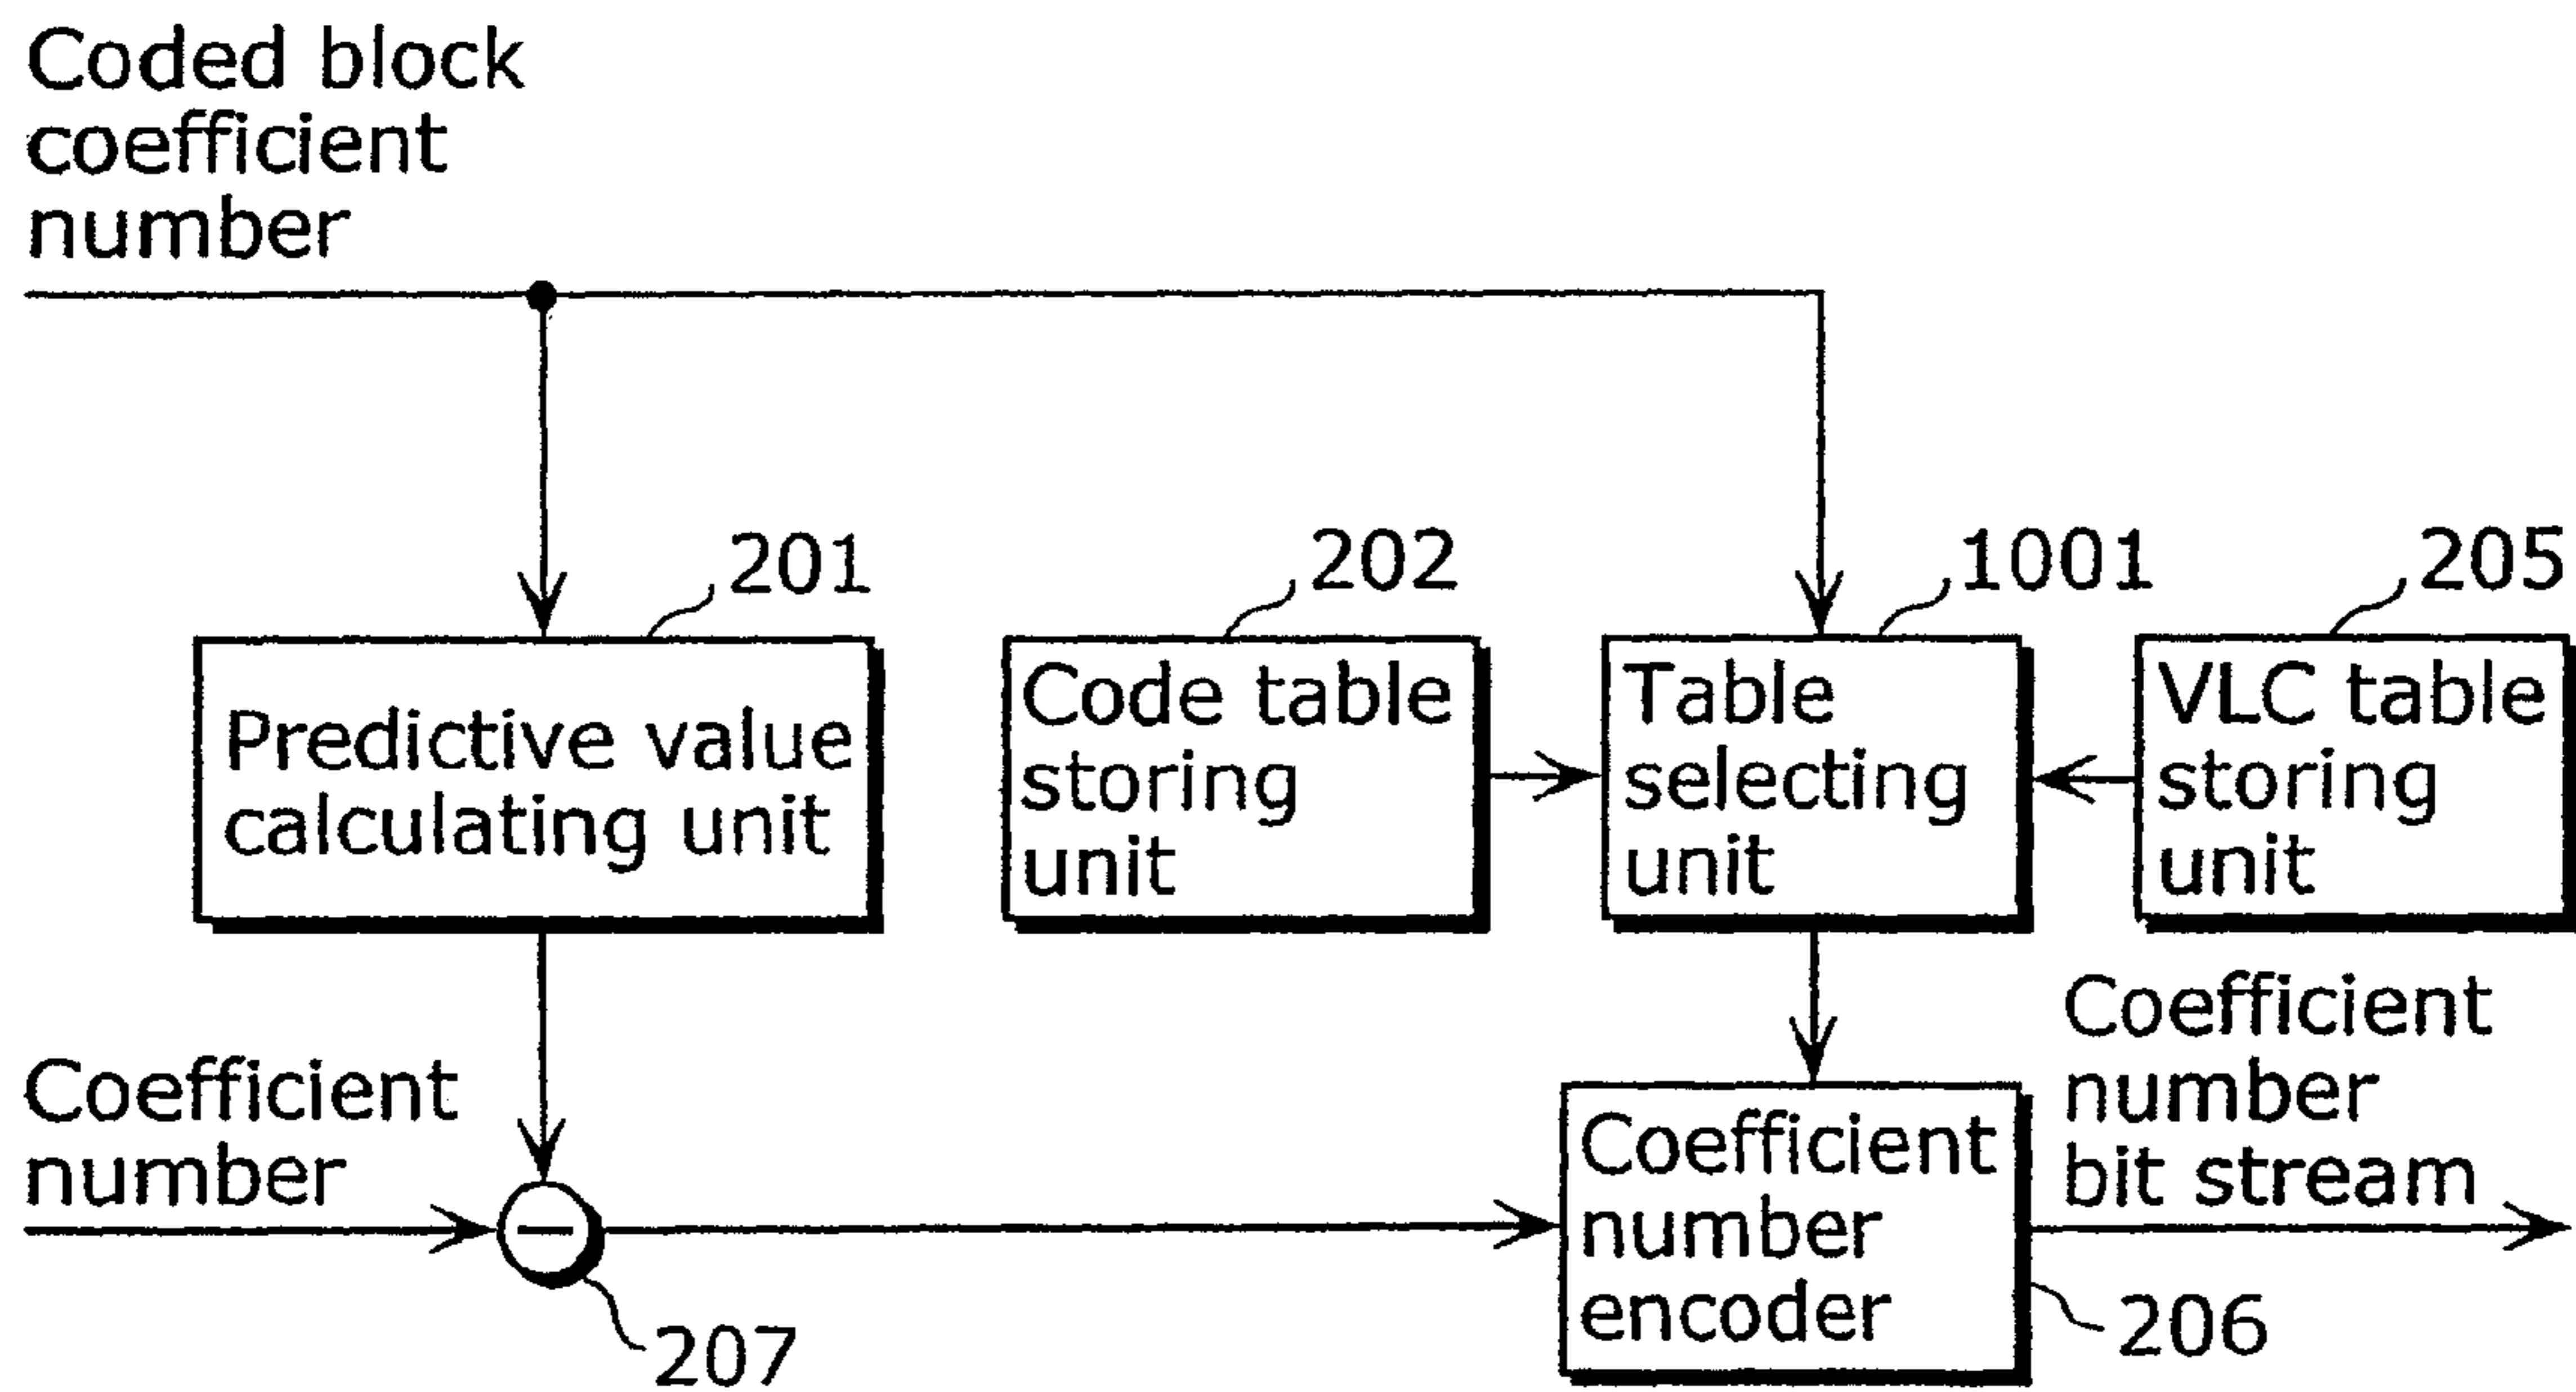 Coded block
coefficient
number
201
202
1001
205
Predictive value
calculating unit
Code table
storing
unit
Table
selecting
unit
VLC table
storing
unit
Coefficient
number
207
Coefficient
number
encoder
206
Coefficient
number
bit stream